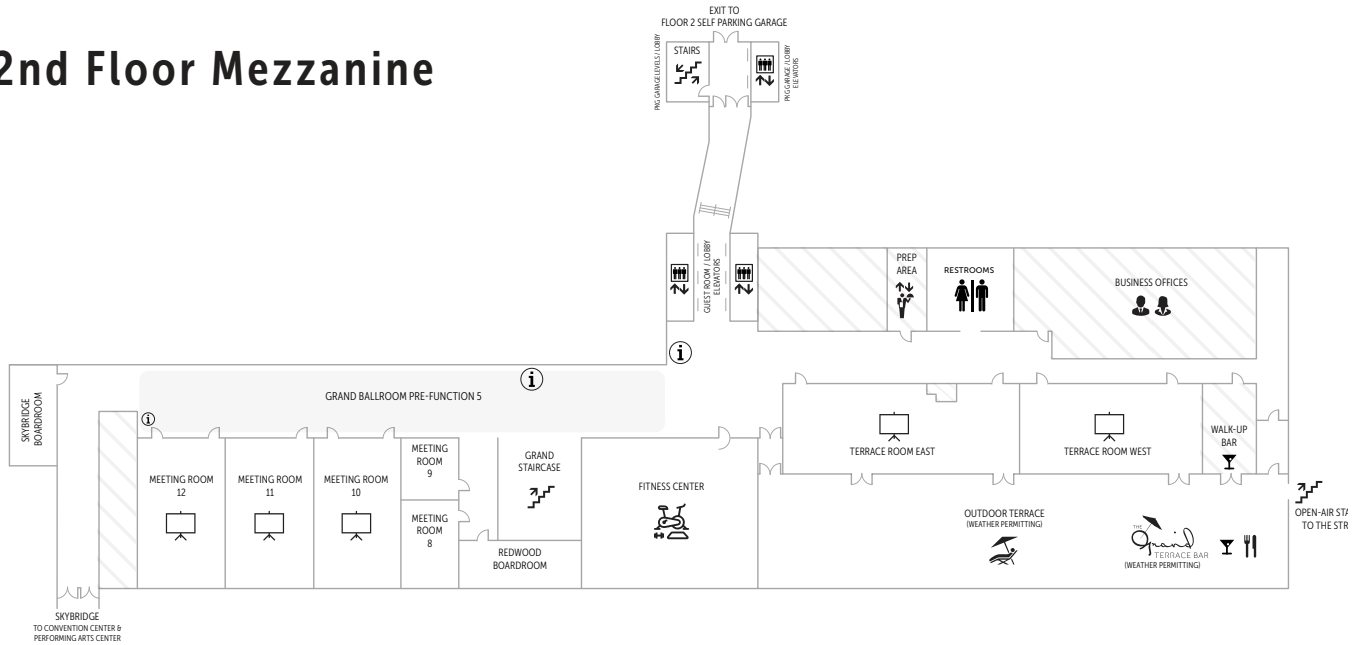 EXIT TO
FLOOR 2 SELF PARKING GARAGE
2nd Floor Mezzanine
PKG GARAGE LEVELS / LOBBY
STAIRS
PKG GARAGE / LOBBY
ELEVATORS
GUEST ROOM / LOBBY
ELEVATORS
PREP
AREA
RESTROOMS
BUSINESS OFFICES
i
i
SKYBRIDGE
BOARDROOM
GRAND BALLROOM PRE-FUNCTION 5
i
MEETING ROOM
12
MEETING ROOM
11
MEETING ROOM
10
MEETING
ROOM
9
MEETING
ROOM
8
GRAND
STAIRCASE
REDWOOD
BOARDROOM
FITNESS CENTER
TERRACE ROOM EAST
TERRACE ROOM WEST
WALK-UP
BAR
OUTDOOR TERRACE
(WEATHER PERMITTING)
THE
Grand
TERRACE BAR
(WEATHER PERMITTING)
OPEN-AIR STA
TO THE STR
SKYBRIDGE
TO CONVENTION CENTER &
PERFORMING ARTS CENTER